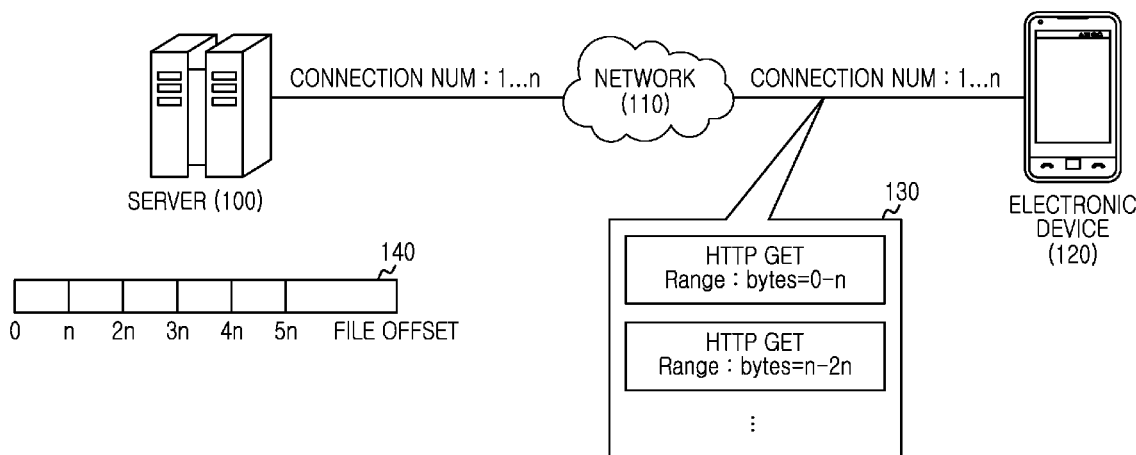 CONNECTION NUM : 1...n
NETWORK
(110)
CONNECTION NUM : 1...n
SERVER (100)
ELECTRONIC
DEVICE
(120)
130
HTTP GET
Range : bytes=0-n
HTTP GET
Range : bytes=n-2n
⋮
140
0 n 2n 3n 4n 5n FILE OFFSET